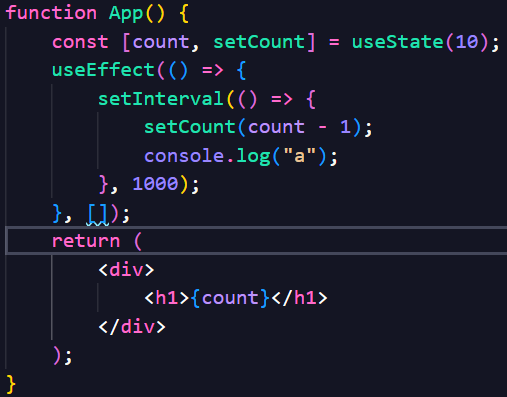 function App() {
    const [count, setCount] = useState(10);
    useEffect(() => {
        setInterval(() => {
            setCount(count - 1);
            console.log("a");
        }, 1000);
    }, []);
    return (
        <div>
            <h1>{count}</h1>
        </div>
    );
}